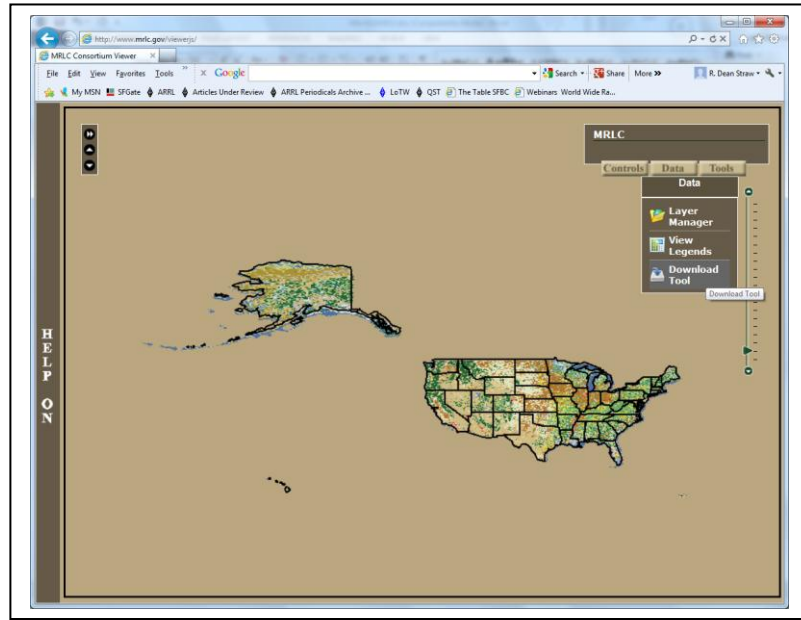 http://www.mrlc.gov/viewerjs/
MRLC Consortium Viewer
File Edit View Favorites Tools
x Google Search Share More »
R. Dean Straw
My MSN SFGate ARRL Articles Under Review ARRL Periodicals Archive ... LoTW QST The Table SFBC Webinars World Wide Ra...
MRLC
Controls Data Tools
Data
Layer
Manager
View
Legends
Download
Tool
Download Tool
HELP ON